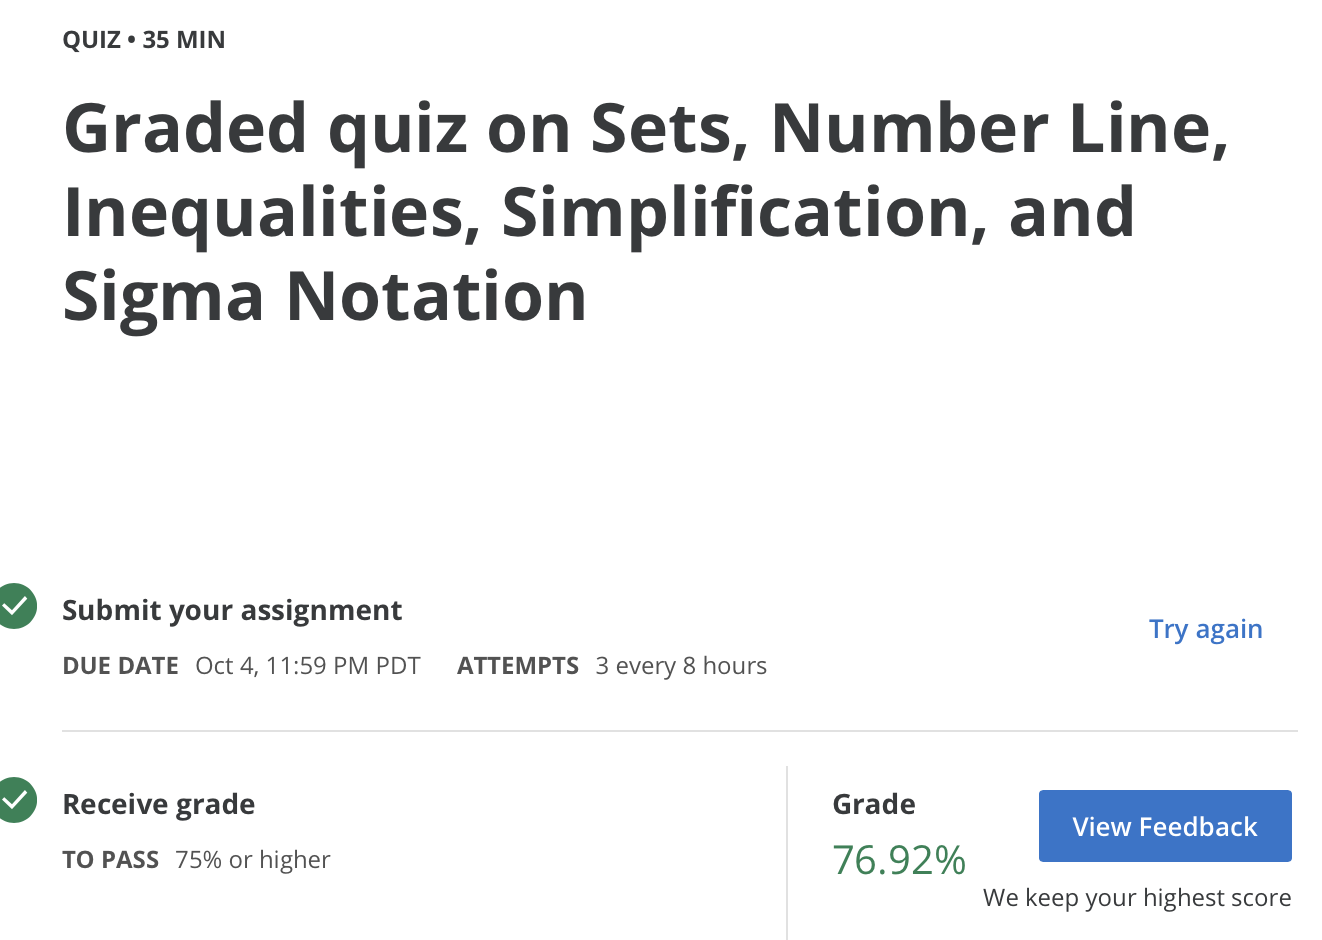 QUIZ • 35 MIN
Graded quiz on Sets, Number Line,
Inequalities, Simplification, and
Sigma Notation
Submit your assignment
DUE DATE Oct 4, 11:59 PM PDT ATTEMPTS 3 every 8 hours
Try again
Receive grade
TO PASS 75% or higher
Grade
76.92%
View Feedback
We keep your highest score